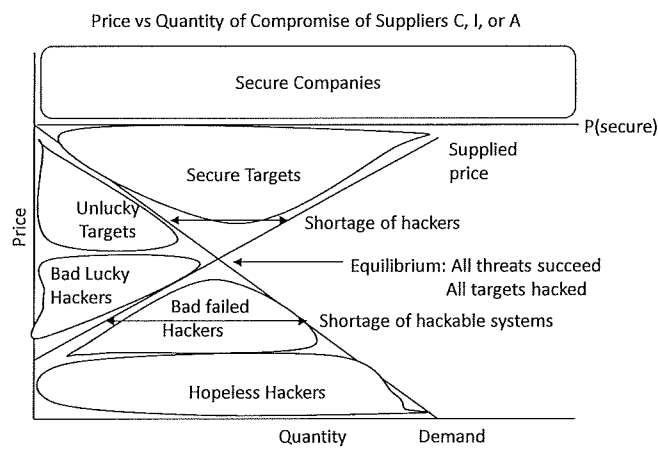 Price vs Quantity of Compromise of Suppliers C, I, or A
Secure Companies
P(secure)
Supplied
price
Secure Targets
Unlucky
Targets
Shortage of hackers
Price
Equilibrium: All threats succeed
All targets hacked
Bad Lucky
Hackers
Bad failed
Hackers
Shortage of hackable systems
Hopeless Hackers
Quantity
Demand